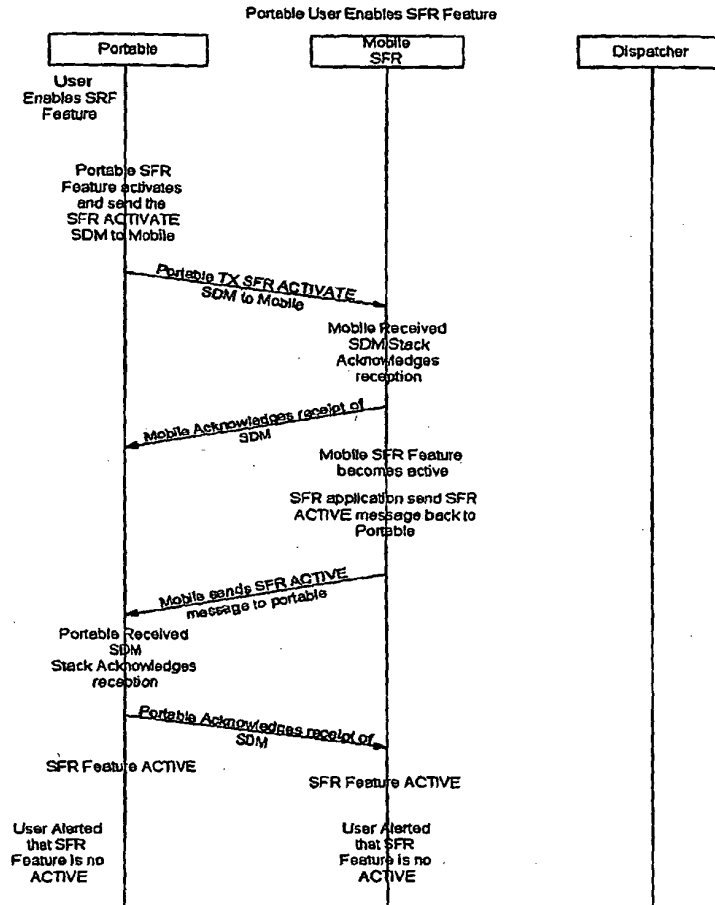 Portable User Enables SFR Feature
Portable
Mobile
SFR
Dispatcher
User
Enables SRF
Feature
Portable SFR
Feature activates
and send the
SFR ACTIVATE
SDM to Mobile
Portable TX SFR ACTIVATE
SDM to Mobile
Mobile Received
SDM Stack
Acknowledges
reception
Mobile Acknowledges receipt of
SDM
Mobile SFR Feature
becomes active
SFR application send SFR
ACTIVE message back to
Portable
Mobile sends SFR ACTIVE
message to portable
Portable Received
SDM
Stack Acknowledges
reception
Portable Acknowledges receipt of
SDM
SFR Feature ACTIVE
SFR Feature ACTIVE
User Alerted
that SFR
Feature is no
ACTIVE
User Alerted
that SFR
Feature is no
ACTIVE